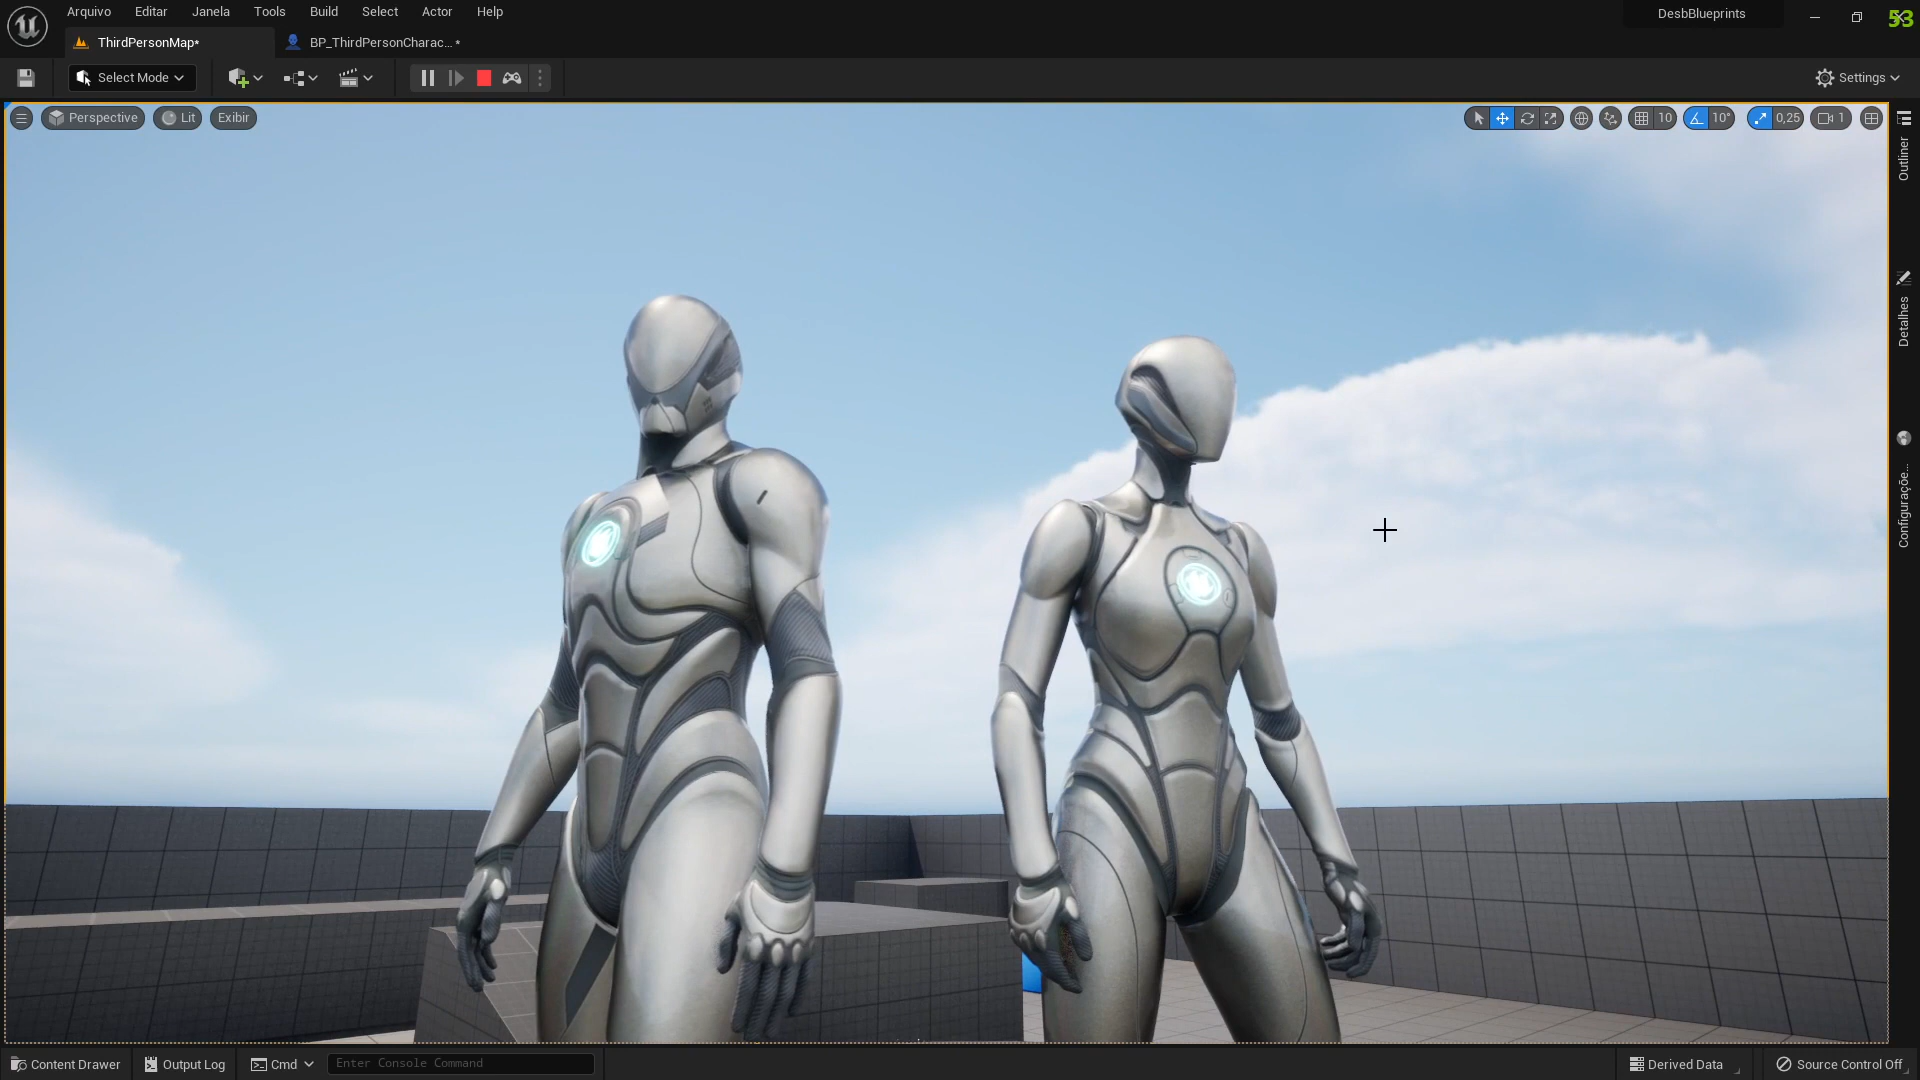 Arquivo Editar Janela Tools Build Select Actor Help
DesbBlueprints
53
ThirdPersonMap*
BP_ThirdPersonCharac... *
Select Mode
Settings
Perspective
Lit
Exibir
10
10°
0,25
1
Outliner
Detalhes
Configuraçõe...
Content Drawer
Output Log
Cmd
Enter Console Command
Derived Data
Source Control Off